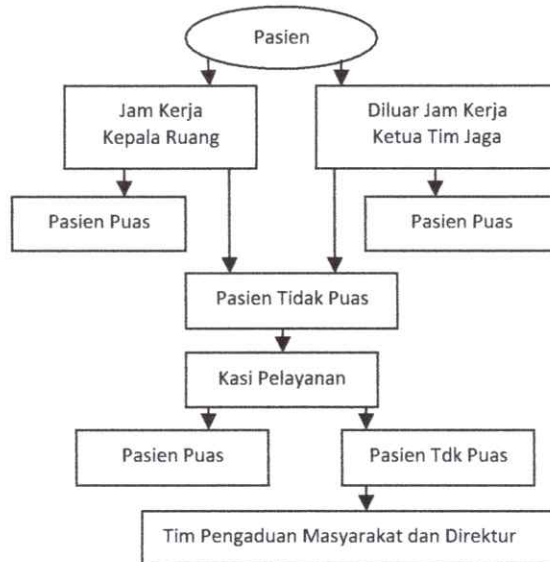 Pasien
Jam Kerja
Kepala Ruang
Diluar Jam Kerja
Ketua Tim Jaga
Pasien Puas
Pasien Puas
Pasien Tidak Puas
Kasi Pelayanan
Pasien Puas
Pasien Tdk Puas
Tim Pengaduan Masyarakat dan Direktur